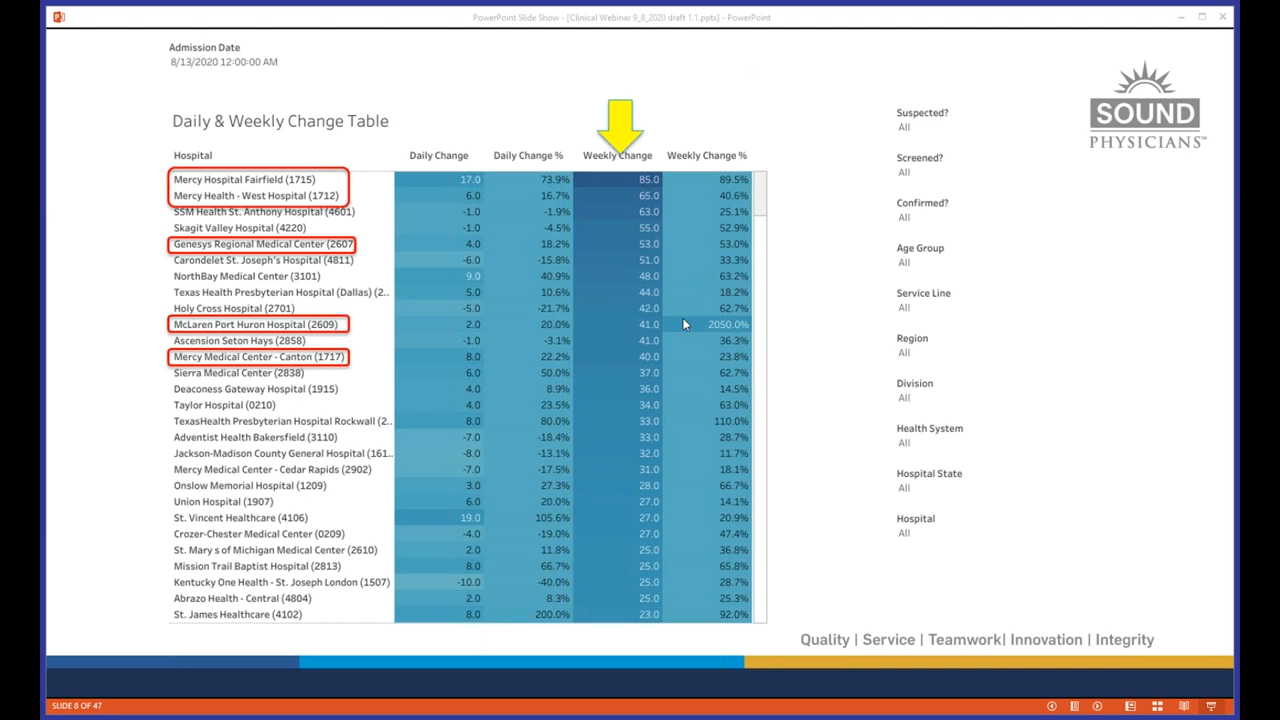 PowerPoint Slide Show - [Clinical Webinar 9_8_2020 draft 1.1.ppts] - PowerPoint
Admission Date
8/13/2020 12:00:00 AM
SOUND
PHYSICIANS™
Daily & Weekly Change Table
Hospital Daily Change Daily Change % Weekly Change Weekly Change %
Mercy Hospital Fairfield (1715) 17.0 73.9% 85.0 89.5%
Mercy Health - West Hospital (1712) 6.0 16.7% 65.0 40.6%
SSM Health St. Anthony Hospital (4601) -1.0 -1.9% 63.0 25.1%
Skagit Valley Hospital (4220) -1.0 -4.5% 55.0 52.9%
Genesys Regional Medical Center (2607 4.0 18.2% 53.0 53.0%
Carondelet St. Joseph's Hospital (4811) -6.0 -15.8% 51.0 33.3%
NorthBay Medical Center (3101) 9.0 40.9% 48.0 63.2%
Texas Health Presbyterian Hospital (Dallas) (2.. 5.0 10.6% 44.0 18.2%
Holy Cross Hospital (2701) -5.0 -21.7% 42.0 62.7%
McLaren Port Huron Hospital (2609) 2.0 20.0% 41.0 2050.0%
Ascension Seton Hays (2858) -1.0 -3.1% 41.0 36.3%
Mercy Medical Center - Canton (1717) 8.0 22.2% 40.0 23.8%
Sierra Medical Center (2838) 6.0 50.0% 37.0 62.7%
Deaconess Gateway Hospital (1915) 4.0 8.9% 36.0 14.5%
Taylor Hospital (0210) 4.0 23.5% 34.0 63.0%
TexasHealth Presbyterian Hospital Rockwall (2.. 8.0 80.0% 33.0 110.0%
Adventist Health Bakersfield (3110) -7.0 -18.4% 33.0 28.7%
Jackson-Madison County General Hospital (161.. -8.0 -13.1% 32.0 11.7%
Mercy Medical Center - Cedar Rapids (2902) -7.0 -17.5% 31.0 18.1%
Onslow Memorial Hospital (1209) 3.0 27.3% 28.0 66.7%
Union Hospital (1907) 6.0 20.0% 27.0 14.1%
St. Vincent Healthcare (4106) 19.0 105.6% 27.0 20.9%
Crozer-Chester Medical Center (0209) -4.0 -19.0% 27.0 47.4%
St. Mary s of Michigan Medical Center (2610) 2.0 11.8% 25.0 36.8%
Mission Trail Baptist Hospital (2813) 8.0 66.7% 25.0 65.8%
Kentucky One Health - St. Joseph London (1507) -10.0 -40.0% 25.0 28.7%
Abrazo Health - Central (4804) 2.0 8.3% 25.0 25.3%
St. James Healthcare (4102) 8.0 200.0% 23.0 92.0%
Suspected?
All
Screened?
All
Confirmed?
All
Age Group
All
Service Line
All
Region
All
Division
All
Health System
All
Hospital State
All
Hospital
All
Quality | Service | Teamwork| Innovation | Integrity
SLIDE 8 OF 47